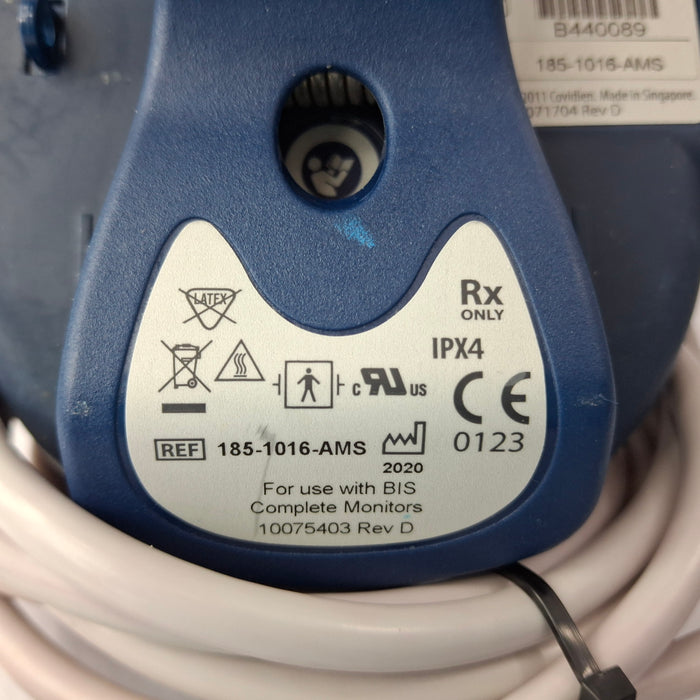 B440089
185-1016-AMS
2011 Covidien. Made in Singapore.
071704 Rev D
LATEX
Rx
ONLY
IPX4
c RU US
CE
0123
REF 185-1016-AMS
2020
For use with BIS
Complete Monitors
10075403 Rev D